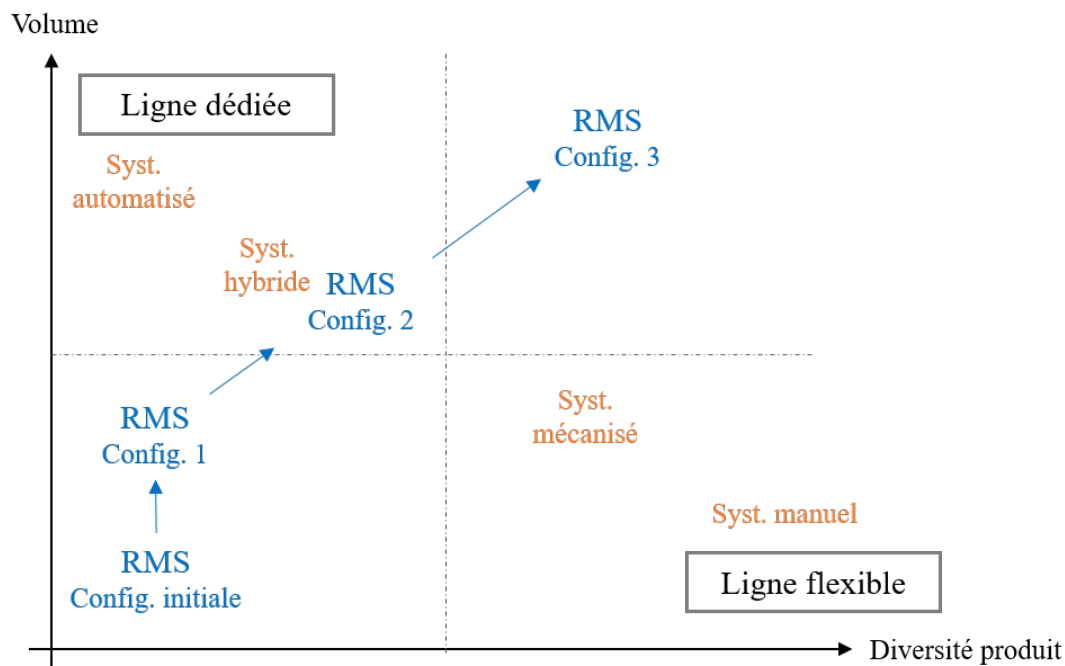 Volume
Ligne dédiée
RMS
Config. 3
Syst.
automatisé
Syst.
hybride
RMS
Config. 2
RMS
Config. 1
Syst.
mécanisé
Syst. manuel
RMS
Config. initiale
Ligne flexible
Diversité produit